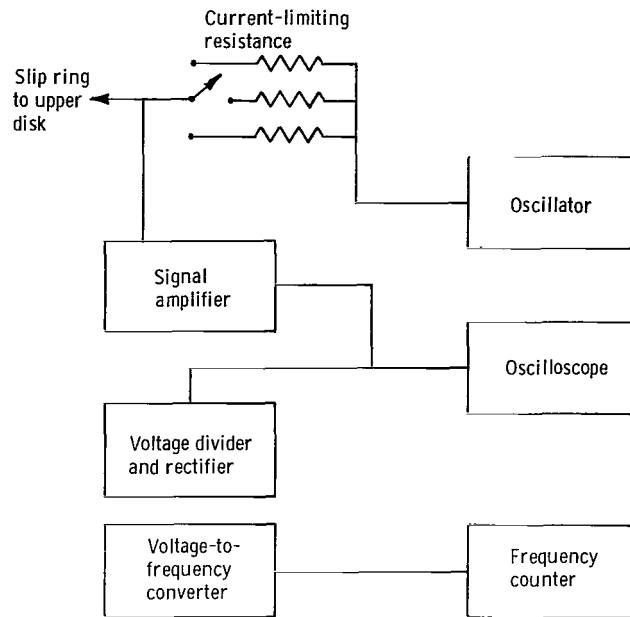 Current-limiting
resistance
Slip ring
to upper
disk
Oscillator
Signal
amplifier
Oscilloscope
Voltage divider
and rectifier
Voltage-to-
frequency
converter
Frequency
counter